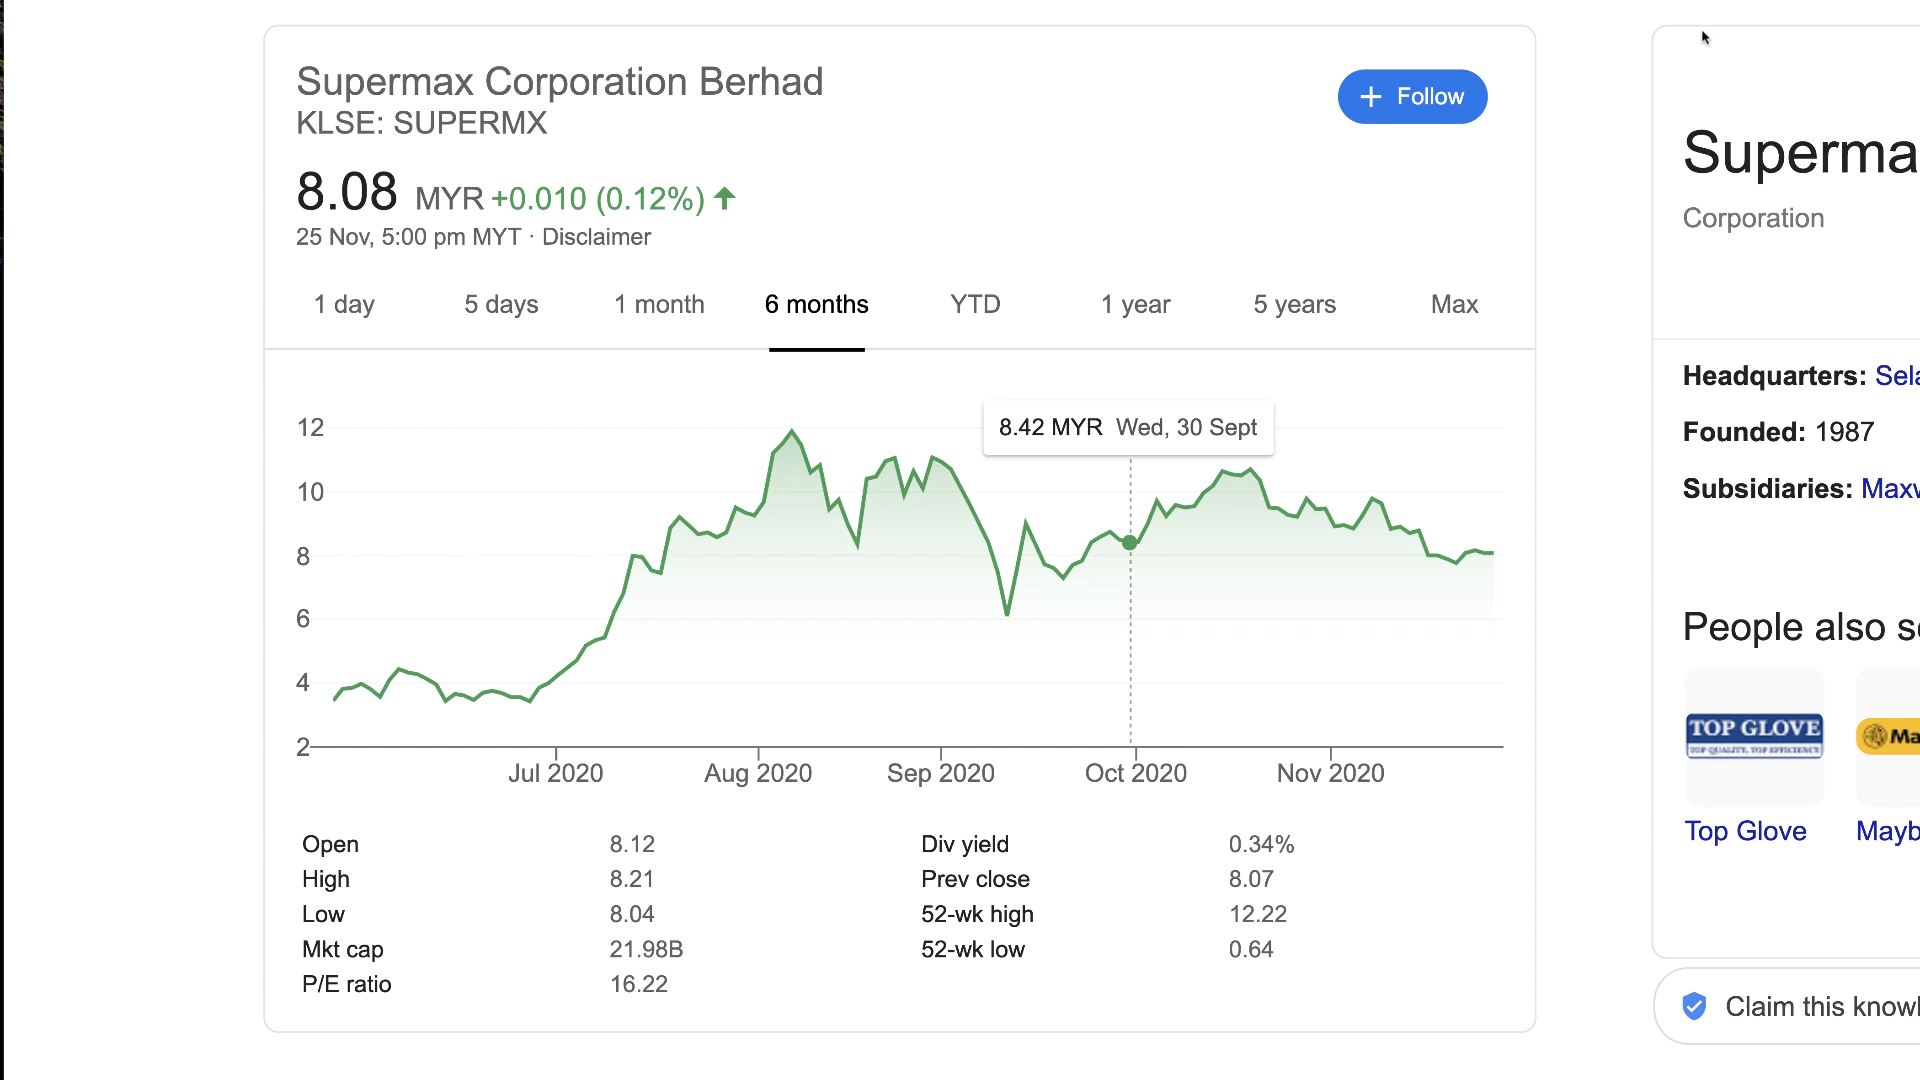 Supermax Corporation Berhad
KLSE: SUPERMX
+ Follow
8.08 MYR +0.010 (0.12%)
25 Nov, 5:00 pm MYT · Disclaimer
1 day 5 days 1 month 6 months YTD 1 year 5 years Max
8.42 MYR Wed, 30 Sept
12
10
8
6
4
2
Jul 2020 Aug 2020 Sep 2020 Oct 2020 Nov 2020
Open 8.12 Div yield 0.34%
High 8.21 Prev close 8.07
Low 8.04 52-wk high 12.22
Mkt cap 21.98B 52-wk low 0.64
P/E ratio 16.22
Superma
Corporation
Headquarters: Sela
Founded: 1987
Subsidiaries: Maxw
People also s
TOP GLOVE
TOP QUALITY, TOP EFFICIENCY
Ma
Top Glove Mayb
Claim this knowl